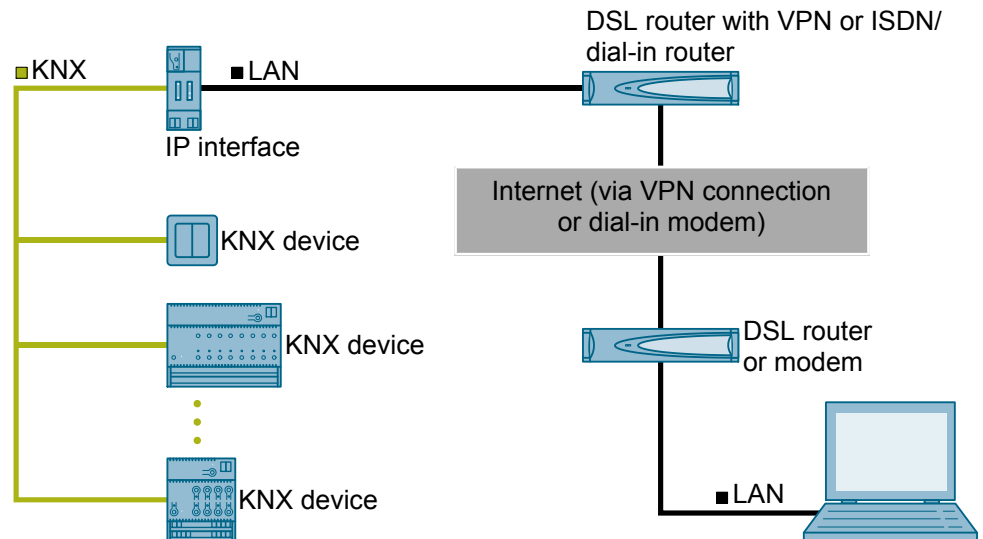 DSL router with VPN or ISDN/
dial-in router
KNX
LAN
IP interface
Internet (via VPN connection
or dial-in modem)
KNX device
KNX device
DSL router
or modem
KNX device
LAN